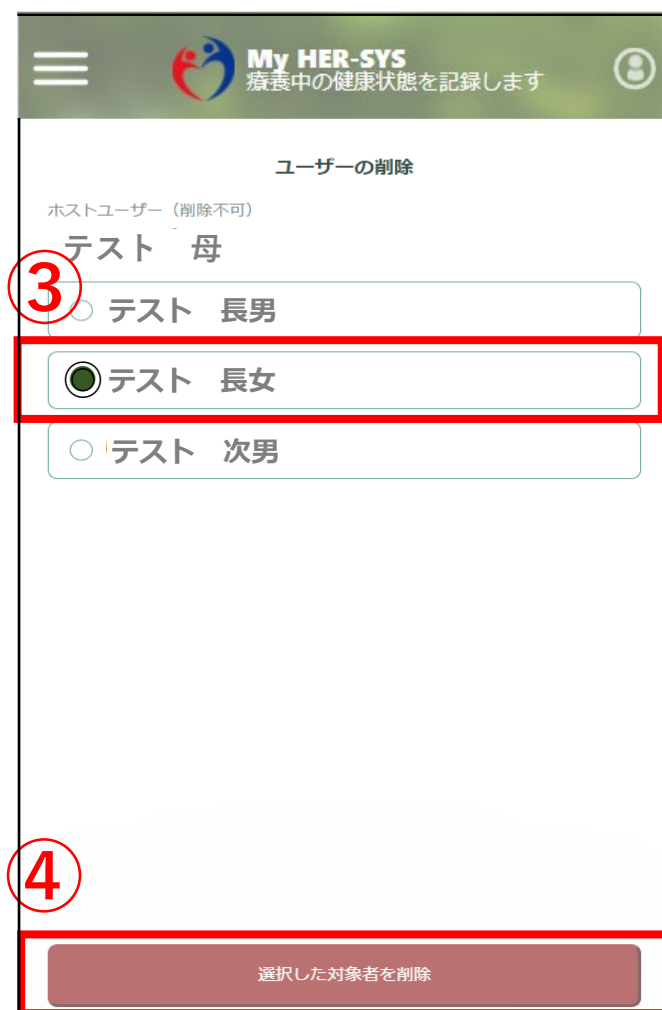 My HER-SYS
療養中の健康状態を記録します
ユーザーの削除
ホストユーザー（削除不可）
テスト　母
③
テスト　長男
テスト　長女
テスト　次男
④
選択した対象者を削除